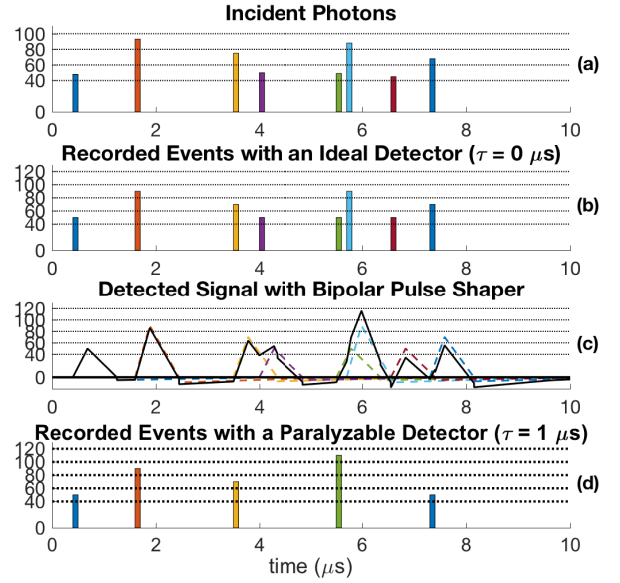 Incident Photons
100
80
60
40
0
(a)
0 2 4 6 8 10
Recorded Events with an Ideal Detector (τ = 0 μs)
120
100
80
60
40
0
(b)
0 2 4 6 8 10
Detected Signal with Bipolar Pulse Shaper
120
100
80
60
40
0
(c)
0 2 4 6 8 10
Recorded Events with a Paralyzable Detector (τ = 1 μs)
120
100
80
60
40
0
(d)
0 2 4 6 8 10
time (μs)